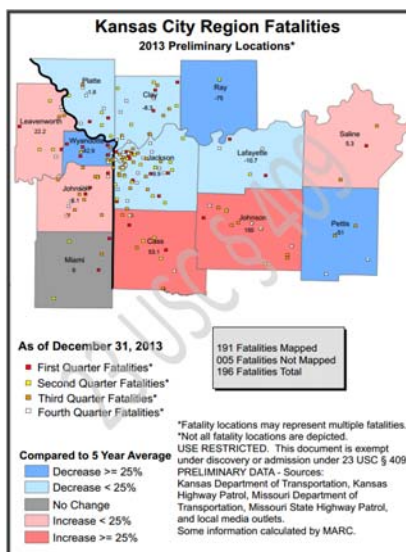 Kansas City Region Fatalities
2013 Preliminary Locations*
Platte
-1.8
Clay
Ray
-75
Leavenworth
22.2
Wyandotte
Jackson
Lafayette
-10.7
Saline
5.3
Johnson
Cass
53.1
Johnson
Pettis
Miami
0
23 USC § 409
As of December 31, 2013
First Quarter Fatalities*
Second Quarter Fatalities*
Third Quarter Fatalities*
Fourth Quarter Fatalities*
191 Fatalities Mapped
005 Fatalities Not Mapped
196 Fatalities Total
Compared to 5 Year Average
Decrease >= 25%
Decrease < 25%
No Change
Increase < 25%
Increase >= 25%
*Fatality locations may represent multiple fatalities.
*Not all fatality locations are depicted.
USE RESTRICTED. This document is exempt
under discovery or admission under 23 USC § 409
PRELIMINARY DATA - Sources:
Kansas Department of Transportation, Kansas
Highway Patrol, Missouri Department of
Transportation, Missouri State Highway Patrol,
and local media outlets.
Some information calculated by MARC.